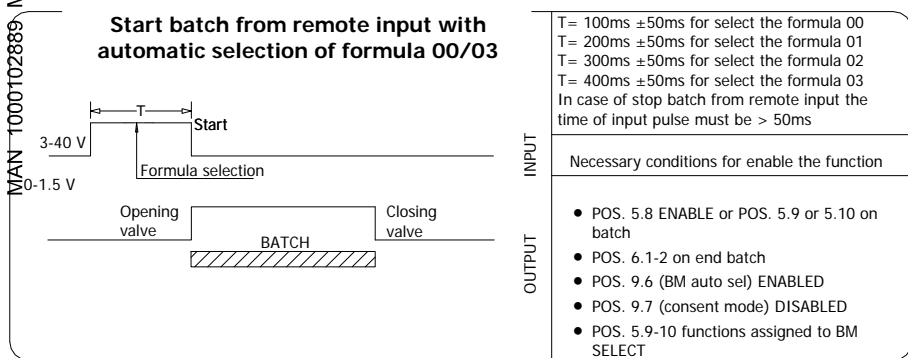 MAN 1000102889 M
Start batch from remote input with
automatic selection of formula 00/03
T
Start
3-40 V
Formula selection
0-1.5 V
Opening
valve
Closing
valve
BATCH
INPUT
OUTPUT
T= 100ms ±50ms for select the formula 00
T= 200ms ±50ms for select the formula 01
T= 300ms ±50ms for select the formula 02
T= 400ms ±50ms for select the formula 03
In case of stop batch from remote input the
time of input pulse must be > 50ms
Necessary conditions for enable the function
• POS. 5.8 ENABLE or POS. 5.9 or 5.10 on
batch
• POS. 6.1-2 on end batch
• POS. 9.6 (BM auto sel) ENABLED
• POS. 9.7 (consent mode) DISABLED
• POS. 5.9-10 functions assigned to BM
SELECT